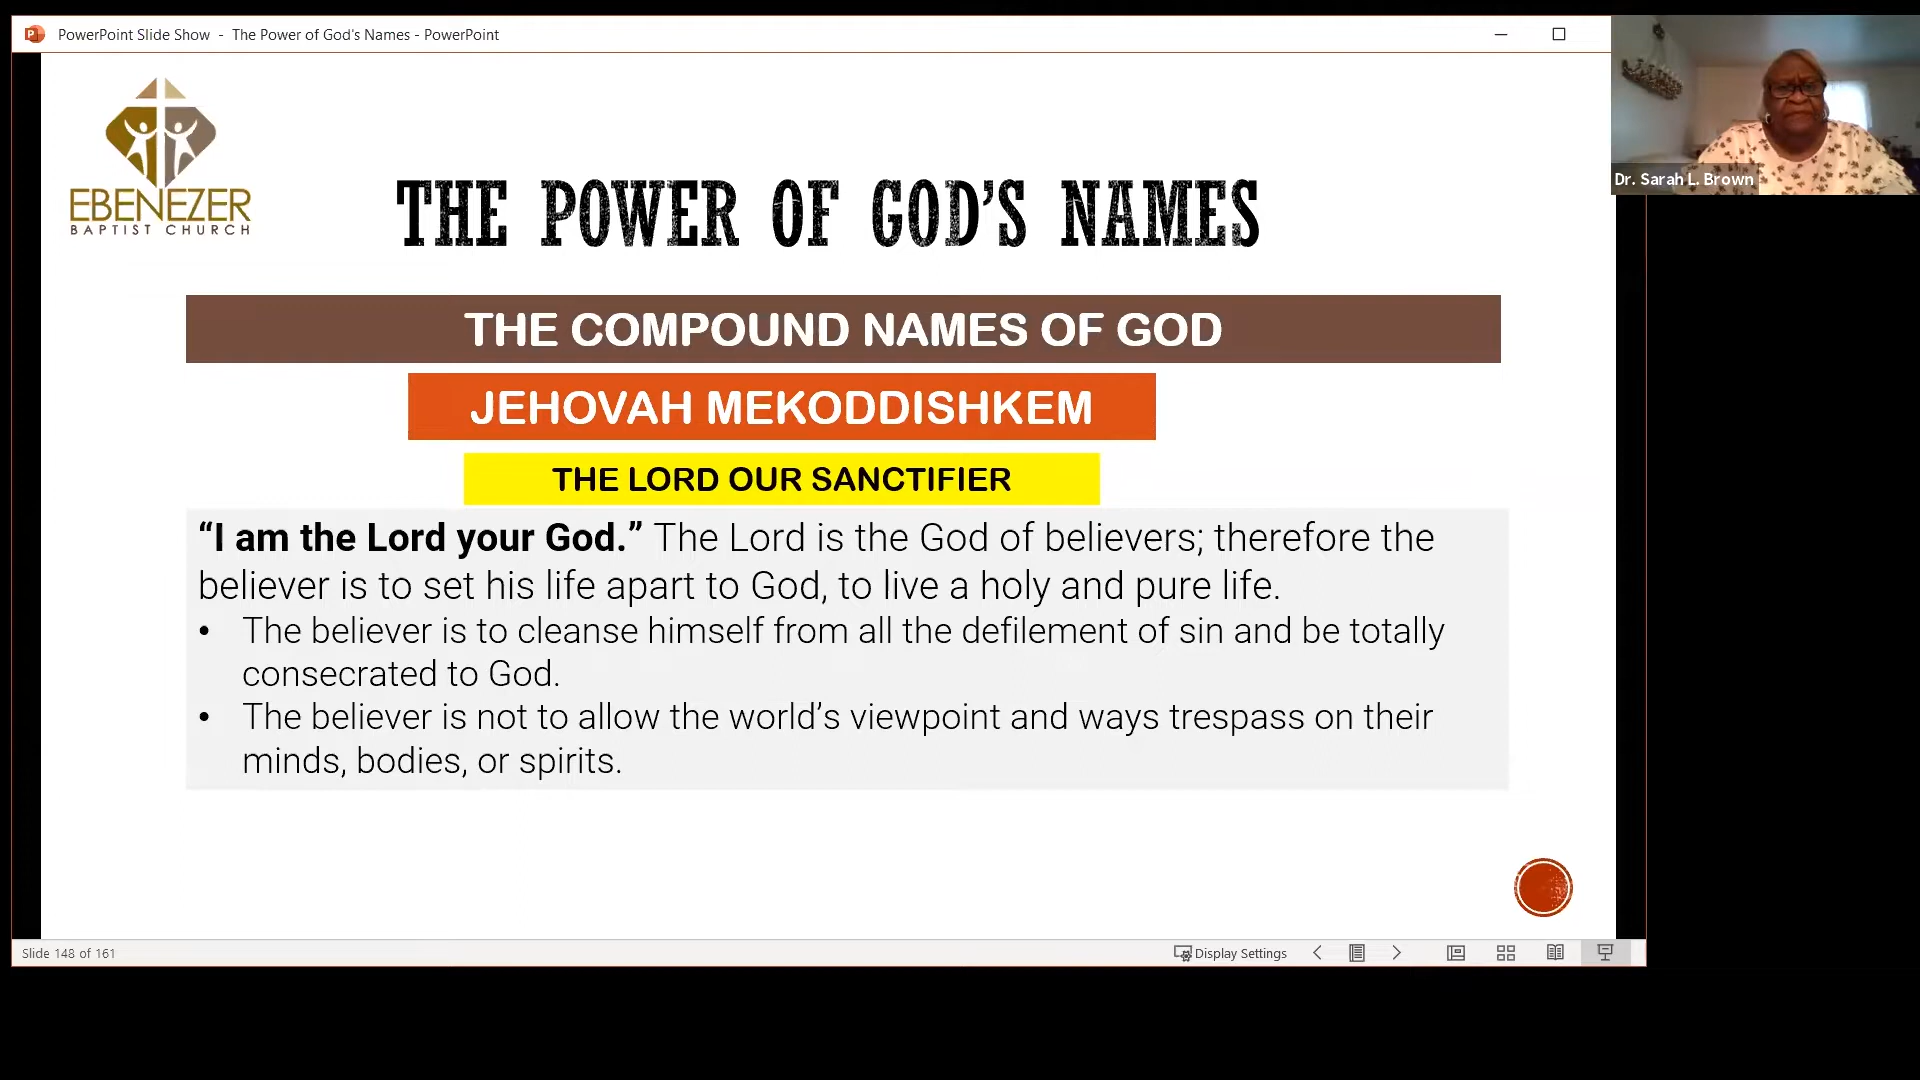 PowerPoint Slide Show - The Power of God's Names - PowerPoint
Dr. Sarah L. Brown
EBENEZER
BAPTIST CHURCH
THE POWER OF GOD’S NAMES
THE COMPOUND NAMES OF GOD
JEHOVAH MEKODDISHKEM
THE LORD OUR SANCTIFIER
“I am the Lord your God.” The Lord is the God of believers; therefore the
believer is to set his life apart to God, to live a holy and pure life.
• The believer is to cleanse himself from all the defilement of sin and be totally
consecrated to God.
• The believer is not to allow the world’s viewpoint and ways trespass on their
minds, bodies, or spirits.
Slide 148 of 161
Display Settings